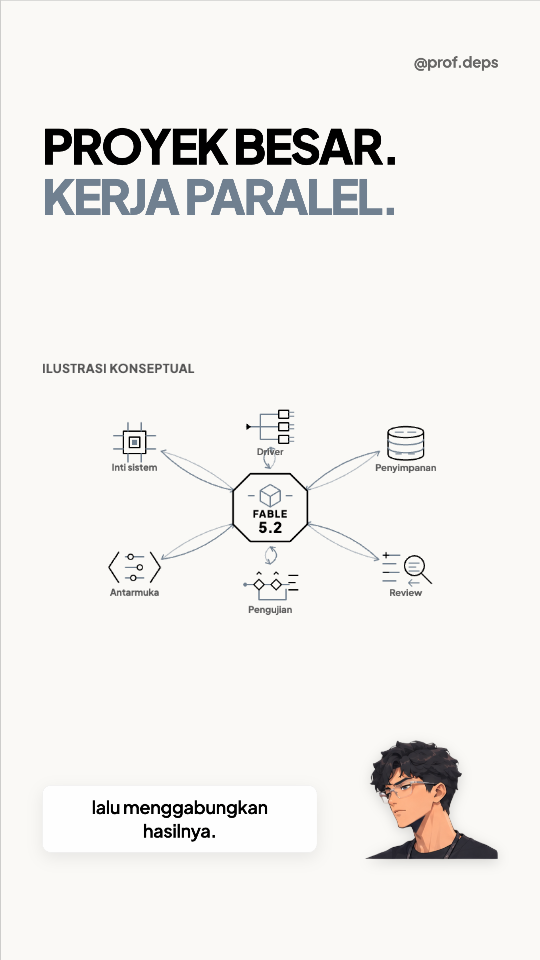 @prof.deps
PROYEK BESAR.
KERJA PARALEL.
ILUSTRASI KONSEPTUAL
Driver
Inti sistem
Penyimpanan
FABLE
5.2
Antarmuka
Review
Pengujian
lalu menggabungkan
hasilnya.